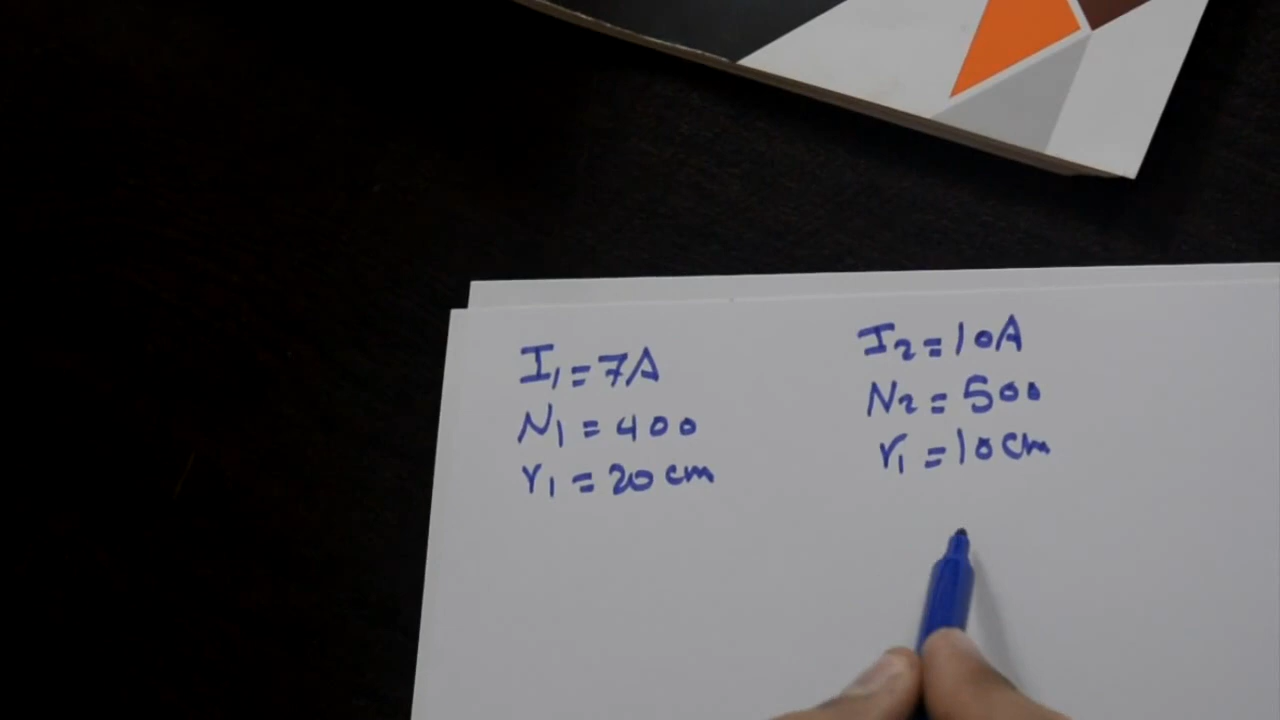 I₁ = 7A
N₁ = 400
r₁ = 20 cm
I₂ = 10A
N₂ = 500
r₁ = 10 cm